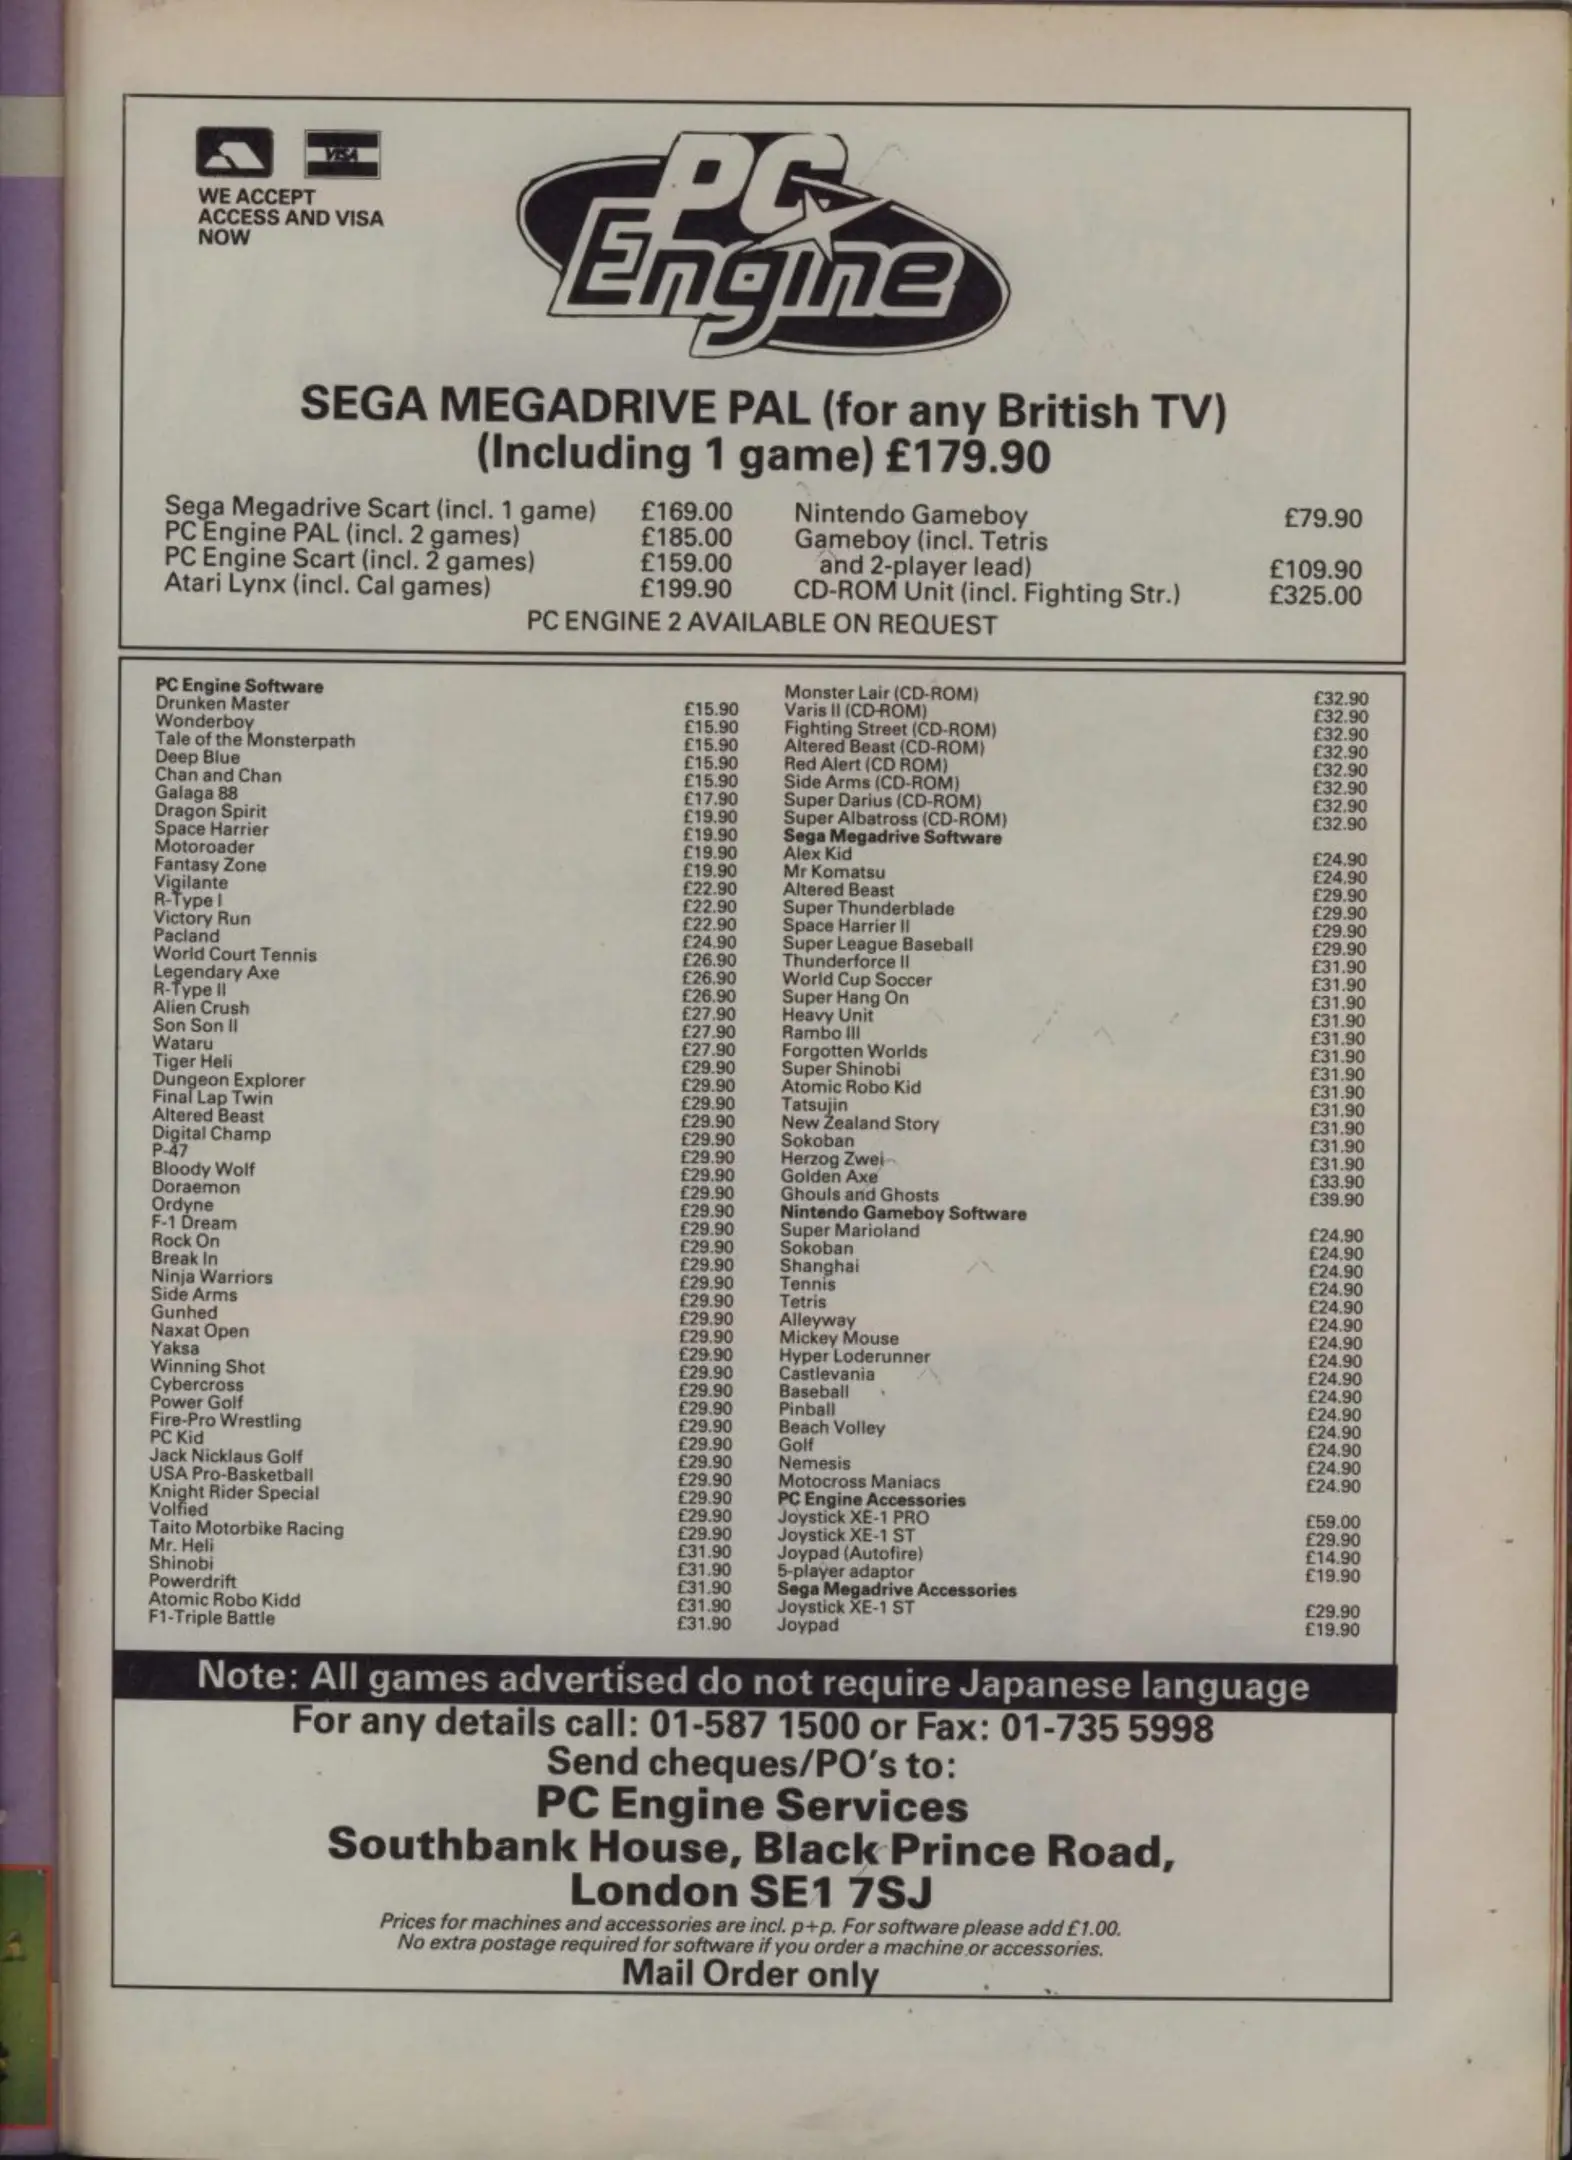 VISA
WE ACCEPT
ACCESS AND VISA
NOW
PC Engine
SEGA MEGADRIVE PAL (for any British TV)
(Including 1 game) £179.90
Sega Megadrive Scart (incl. 1 game) £169.00
PC Engine PAL (incl. 2 games) £185.00
PC Engine Scart (incl. 2 games) £159.00
Atari Lynx (incl. Cal games) £199.90
Nintendo Gameboy £79.90
Gameboy (incl. Tetris
and 2-player lead) £109.90
CD-ROM Unit (incl. Fighting Str.) £325.00
PC ENGINE 2 AVAILABLE ON REQUEST
PC Engine Software
Drunken Master £15.90
Wonderboy £15.90
Tale of the Monsterpath £15.90
Deep Blue £15.90
Chan and Chan £15.90
Galaga 88 £17.90
Dragon Spirit £19.90
Space Harrier £19.90
Motoroader £19.90
Fantasy Zone £19.90
Vigilante £22.90
R-Type I £22.90
Victory Run £22.90
Pacland £24.90
World Court Tennis £26.90
Legendary Axe £26.90
R-Type II £26.90
Alien Crush £27.90
Son Son II £27.90
Wataru £27.90
Tiger Heli £29.90
Dungeon Explorer £29.90
Final Lap Twin £29.90
Altered Beast £29.90
Digital Champ £29.90
P-47 £29.90
Bloody Wolf £29.90
Doraemon £29.90
Ordyne £29.90
F-1 Dream £29.90
Rock On £29.90
Break In £29.90
Ninja Warriors £29.90
Side Arms £29.90
Gunhed £29.90
Naxat Open £29.90
Yaksa £29.90
Winning Shot £29.90
Cybercross £29.90
Power Golf £29.90
Fire-Pro Wrestling £29.90
PC Kid £29.90
Jack Nicklaus Golf £29.90
USA Pro-Basketball £29.90
Knight Rider Special £29.90
Volfied £29.90
Taito Motorbike Racing £29.90
Mr. Heli £31.90
Shinobi £31.90
Powerdrift £31.90
Atomic Robo Kidd £31.90
F1-Triple Battle £31.90
Monster Lair (CD-ROM) £32.90
Varis II (CD-ROM) £32.90
Fighting Street (CD-ROM) £32.90
Altered Beast (CD-ROM) £32.90
Red Alert (CD ROM) £32.90
Side Arms (CD-ROM) £32.90
Super Darius (CD-ROM) £32.90
Super Albatross (CD-ROM) £32.90
Sega Megadrive Software
Alex Kid £24.90
Mr Komatsu £24.90
Altered Beast £29.90
Super Thunderblade £29.90
Space Harrier II £29.90
Super League Baseball £29.90
Thunderforce II £31.90
World Cup Soccer £31.90
Super Hang On £31.90
Heavy Unit £31.90
Rambo III £31.90
Forgotten Worlds £31.90
Super Shinobi £31.90
Atomic Robo Kid £31.90
Tatsujin £31.90
New Zealand Story £31.90
Sokoban £31.90
Herzog Zwei £31.90
Golden Axe £33.90
Ghouls and Ghosts £39.90
Nintendo Gameboy Software
Super Marioland £24.90
Sokoban £24.90
Shanghai £24.90
Tennis £24.90
Tetris £24.90
Alleyway £24.90
Mickey Mouse £24.90
Hyper Loderunner £24.90
Castlevania £24.90
Baseball £24.90
Pinball £24.90
Beach Volley £24.90
Golf £24.90
Nemesis £24.90
Motocross Maniacs £24.90
PC Engine Accessories
Joystick XE-1 PRO £59.00
Joystick XE-1 ST £29.90
Joypad (Autofire) £14.90
5-player adaptor £19.90
Sega Megadrive Accessories
Joystick XE-1 ST £29.90
Joypad £19.90
Note: All games advertised do not require Japanese language
For any details call: 01-587 1500 or Fax: 01-735 5998
Send cheques/PO's to:
PC Engine Services
Southbank House, Black Prince Road,
London SE1 7SJ
Prices for machines and accessories are incl. p+p. For software please add £1.00.
No extra postage required for software if you order a machine or accessories.
Mail Order only